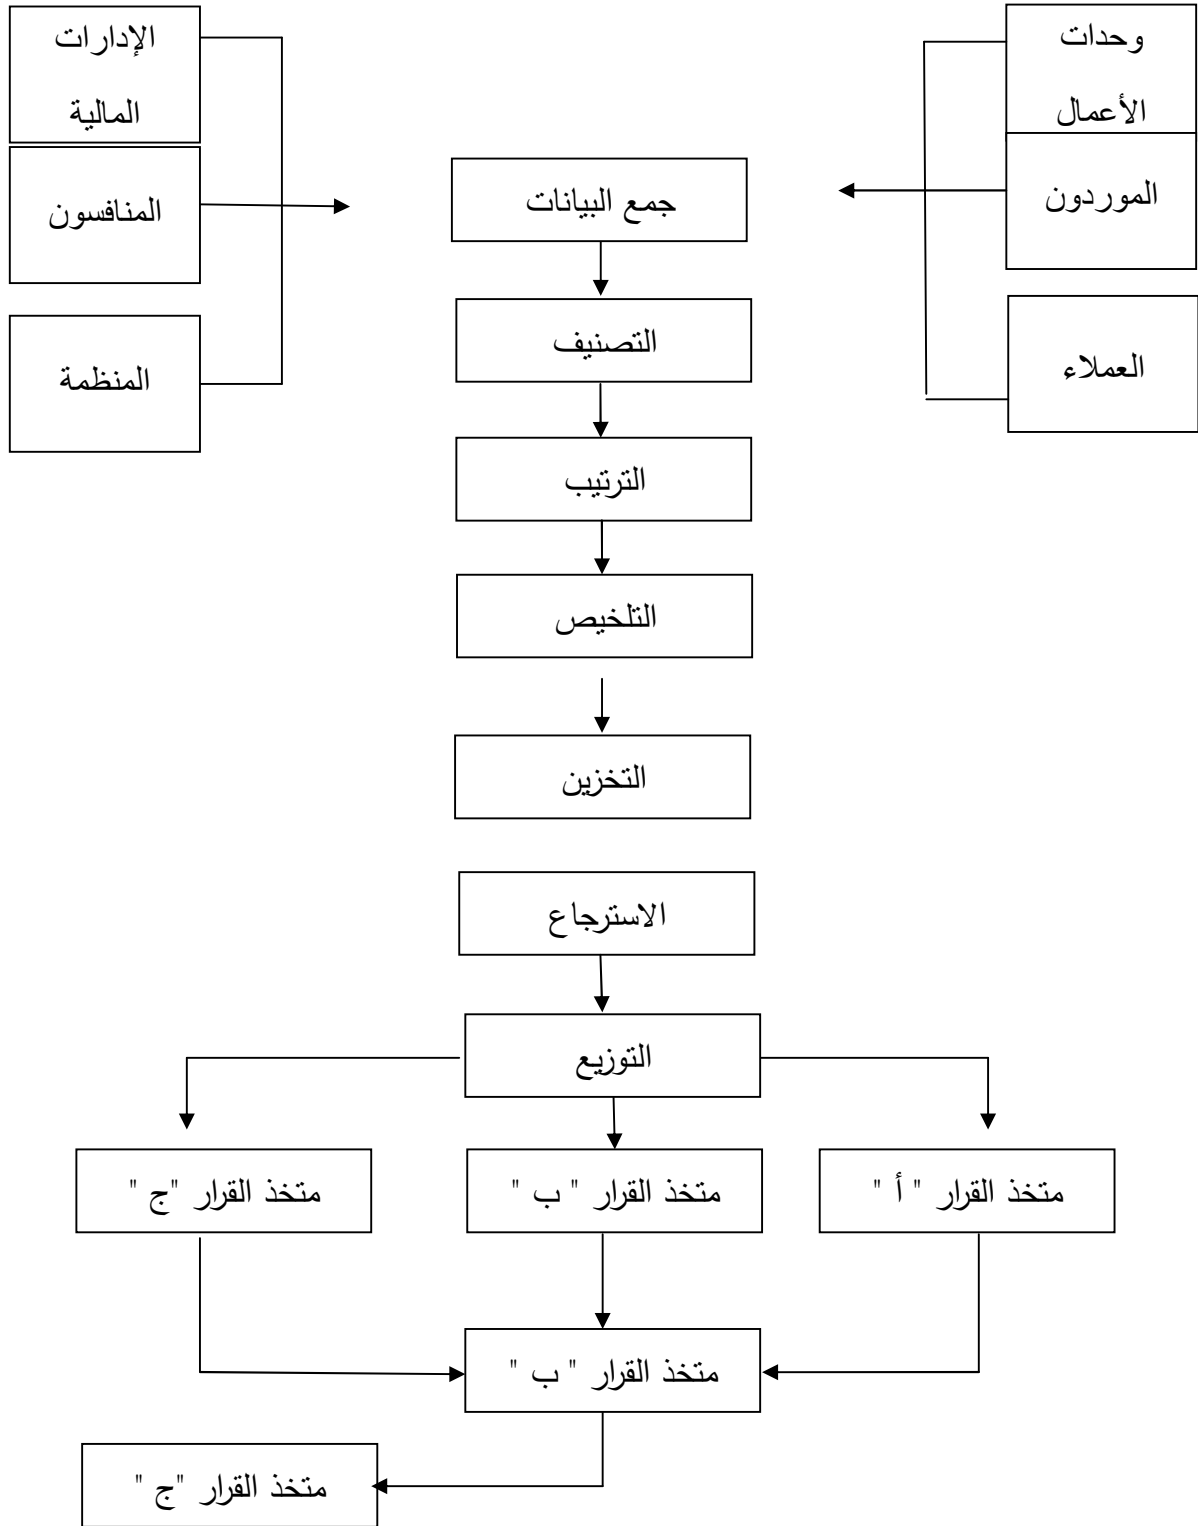 وحدات
الأعمال
الموردون
العملاء
الإدارات
المالية
المنافسون
المنظمة
جمع البيانات
التصنيف
الترتيب
التلخيص
التخزين
الاسترجاع
التوزيع
متخذ القرار " أ "
متخذ القرار " ب "
متخذ القرار "ج "
متخذ القرار " ب "
متخذ القرار "ج "